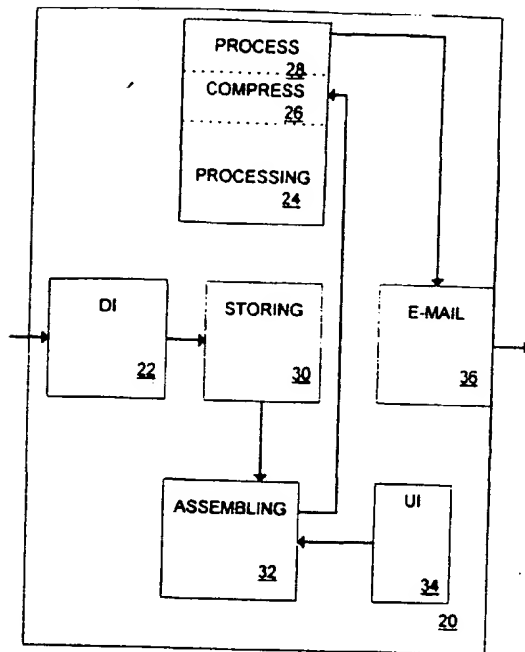 PROCESS
28
COMPRESS
26
PROCESSING
24
DI
22
STORING
30
E-MAIL
36
ASSEMBLING
32
UI
34
20